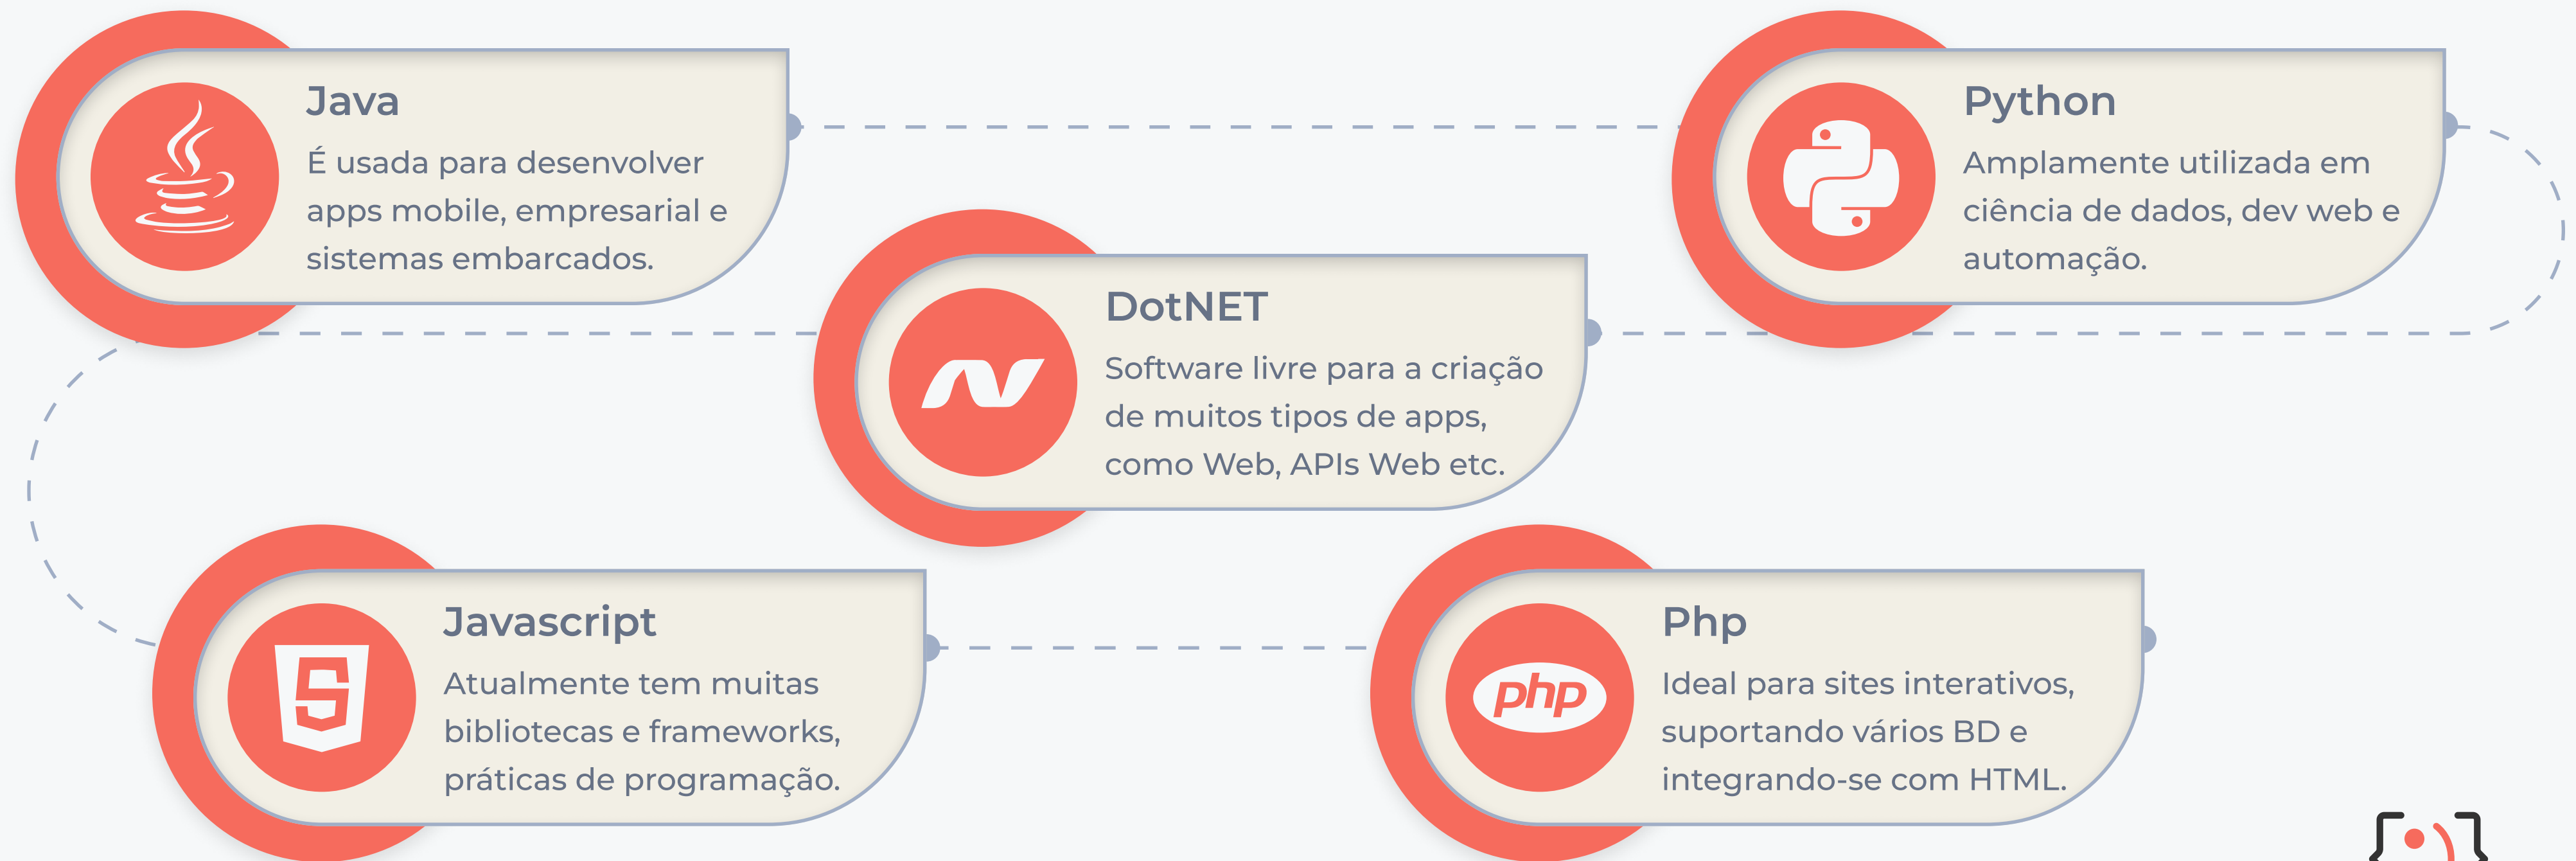 Java
É usada para desenvolver
apps mobile, empresarial e
sistemas embarcados.
Python
Amplamente utilizada em
ciência de dados, dev web e
automação.
DotNET
Software livre para a criação
de muitos tipos de apps,
como Web, APIs Web etc.
Javascript
Atualmente tem muitas
bibliotecas e frameworks,
práticas de programação.
php
Php
Ideal para sites interativos,
suportando vários BD e
integrando-se com HTML.